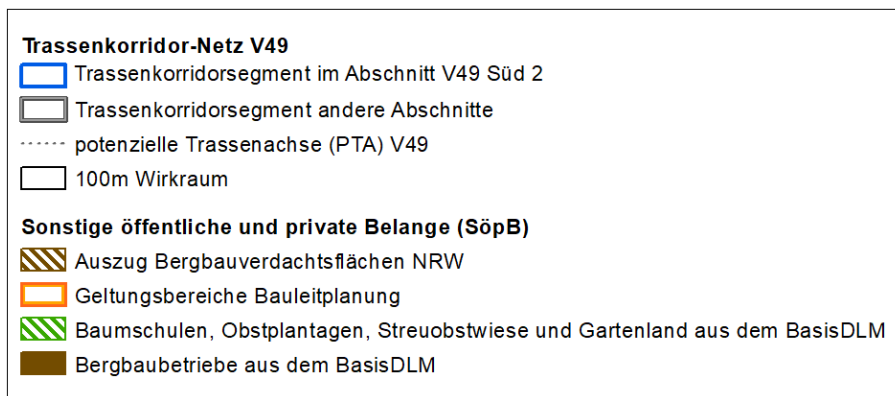 Trassenkorridor-Netz V49
Trassenkorridorsegment im Abschnitt V49 Süd 2
Trassenkorridorsegment andere Abschnitte
potenzielle Trassenachse (PTA) V49
100m Wirkraum
Sonstige öffentliche und private Belange (SöpB)
Auszug Bergbauverdachtsflächen NRW
Geltungsbereiche Bauleitplanung
Baumschulen, Obstplantagen, Streuobstwiese und Gartenland aus dem BasisDLM
Bergbaubetriebe aus dem BasisDLM